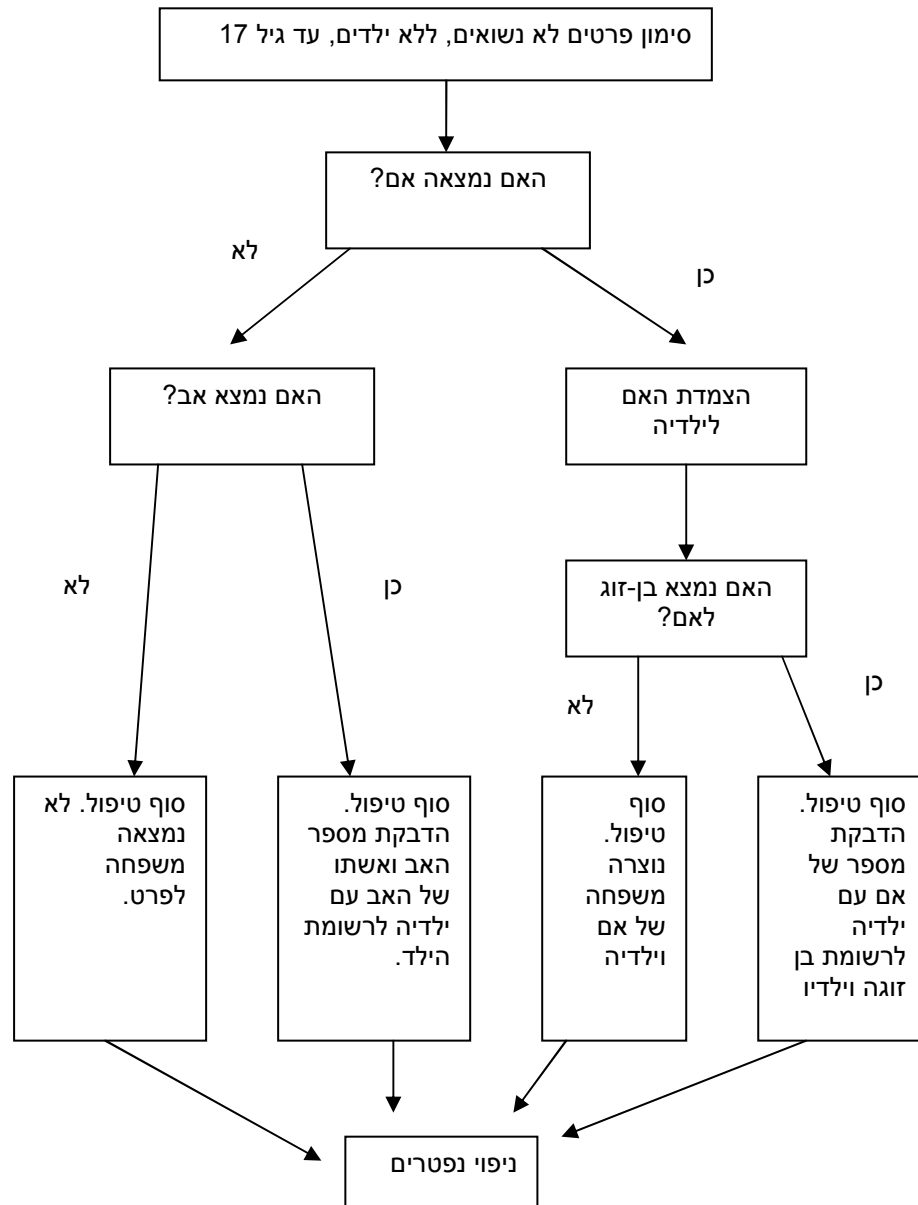 סימון פרטים לא נשואים, ללא ילדים, עד גיל 17
האם נמצאה אם?
לא
כן
האם נמצא אב?
הצמדת האם
לילדיה
לא
כן
האם נמצא בן-זוג
לאם?
לא
כן
סוף טיפול. לא
נמצאה
משפחה
לפרט.
סוף טיפול.
הדבקת מספר
האב ואשתו
של האב עם
ילדיה לרשומת
הילד.
סוף
טיפול.
נוצרה
משפחה
של אם
וילדיה
סוף טיפול.
הדבקת
מספר של
אם עם
ילדיה
לרשומת בן
זוגה וילדיו
ניפוי נפטרים